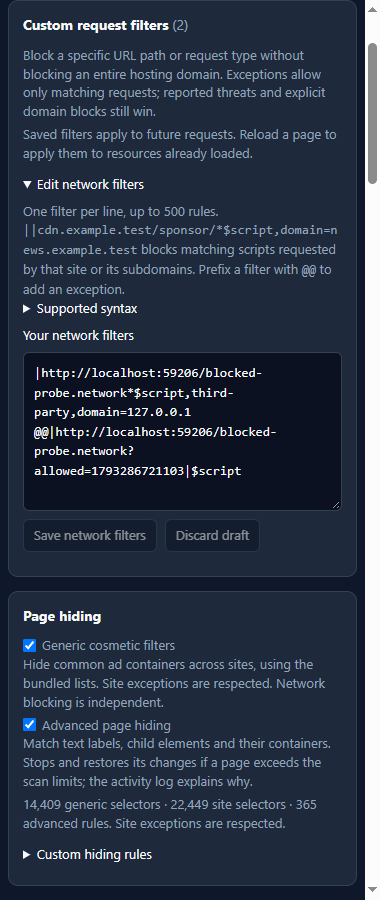 Custom request filters (2)
Block a specific URL path or request type without
blocking an entire hosting domain. Exceptions allow
only matching requests; reported threats and explicit
domain blocks still win.
Saved filters apply to future requests. Reload a page to
apply them to resources already loaded.
▼ Edit network filters
One filter per line, up to 500 rules.
||cdn.example.test/sponsor/*$script,domain=n
ews.example.test blocks matching scripts requested
by that site or its subdomains. Prefix a filter with @@ to
add an exception.
▶ Supported syntax
Your network filters
|http://localhost:59206/blocked-
probe.network*$script,third-
party,domain=127.0.0.1
@@|http://localhost:59206/blocked-
probe.network?
allowed=1793286721103|$script
Save network filters Discard draft
Page hiding
Generic cosmetic filters
Hide common ad containers across sites, using the
bundled lists. Site exceptions are respected. Network
blocking is independent.
Advanced page hiding
Match text labels, child elements and their containers.
Stops and restores its changes if a page exceeds the
scan limits; the activity log explains why.
14,409 generic selectors · 22,449 site selectors · 365
advanced rules. Site exceptions are respected.
▶ Custom hiding rules